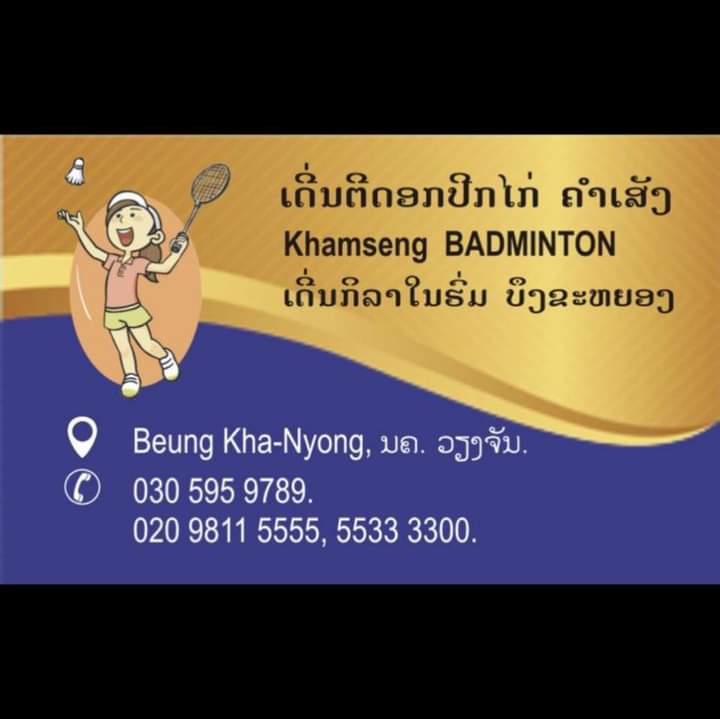 ເດີ່ນຕີດອກປີກໄກ່ ຄຳເສັງ
Khamseng BADMINTON
ເດີ່ນກິລາໃນຮົ່ມ ບຶງຂະຫຍອງ
Beung Kha-Nyong, ນຄ. ວຽງຈັນ.
030 595 9789.
020 9811 5555, 5533 3300.